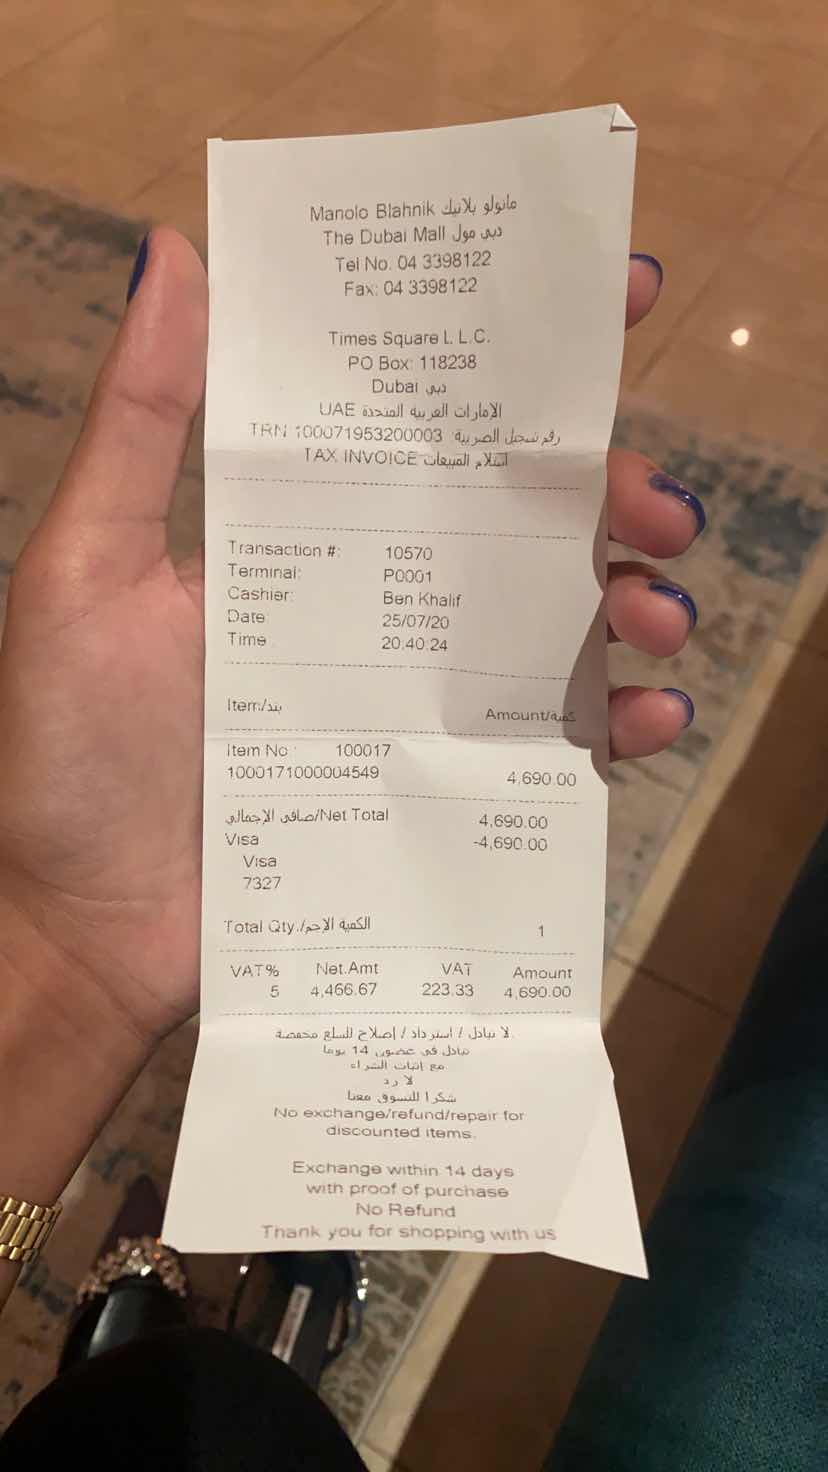 Manolo Blahnik مانولو بلانيك
The Dubai Mall دبي مول
Tel No. 04 3398122
Fax: 04 3398122
Times Square L.L.C.
PO Box: 118238
Dubai دبي
UAE الإمارات العربية المتحدة
TRN 100071953200003 رقم تسجيل الضريبة
TAX INVOICE استلام المبيعات
Transaction #: 10570
Terminal: P0001
Cashier: Ben Khalif
Date 25/07/20
Time 20:40:24
Item/بند Amount/كمية
Item No : 100017
1000171000004549 4,690.00
صافي الإجمالي/Net Total 4,690.00
Visa -4,690.00
Visa
7327
Total Qty./الكمية الإجم 1
VAT% Net.Amt VAT Amount
5 4,466.67 223.33 4,690.00
لا تبادل / استرداد / إصلاح للسلع مخفضة.
تبادل في غضون 14 يوما
مع إثبات الشراء
لا رد
شكرا للتسوق معنا
No exchange/refund/repair for
discounted items.
Exchange within 14 days
with proof of purchase
No Refund
Thank you for shopping with us